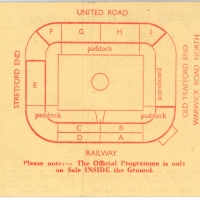 UNITED ROAD
F G H J
paddock
STRETFORD END
E
scoreboard
OLD TRAFFORD END
WARWICK ROAD NORTH
paddock paddock
C B
D A
RAILWAY
Please note:— The Official Programme is only
on Sale INSIDE the Ground.